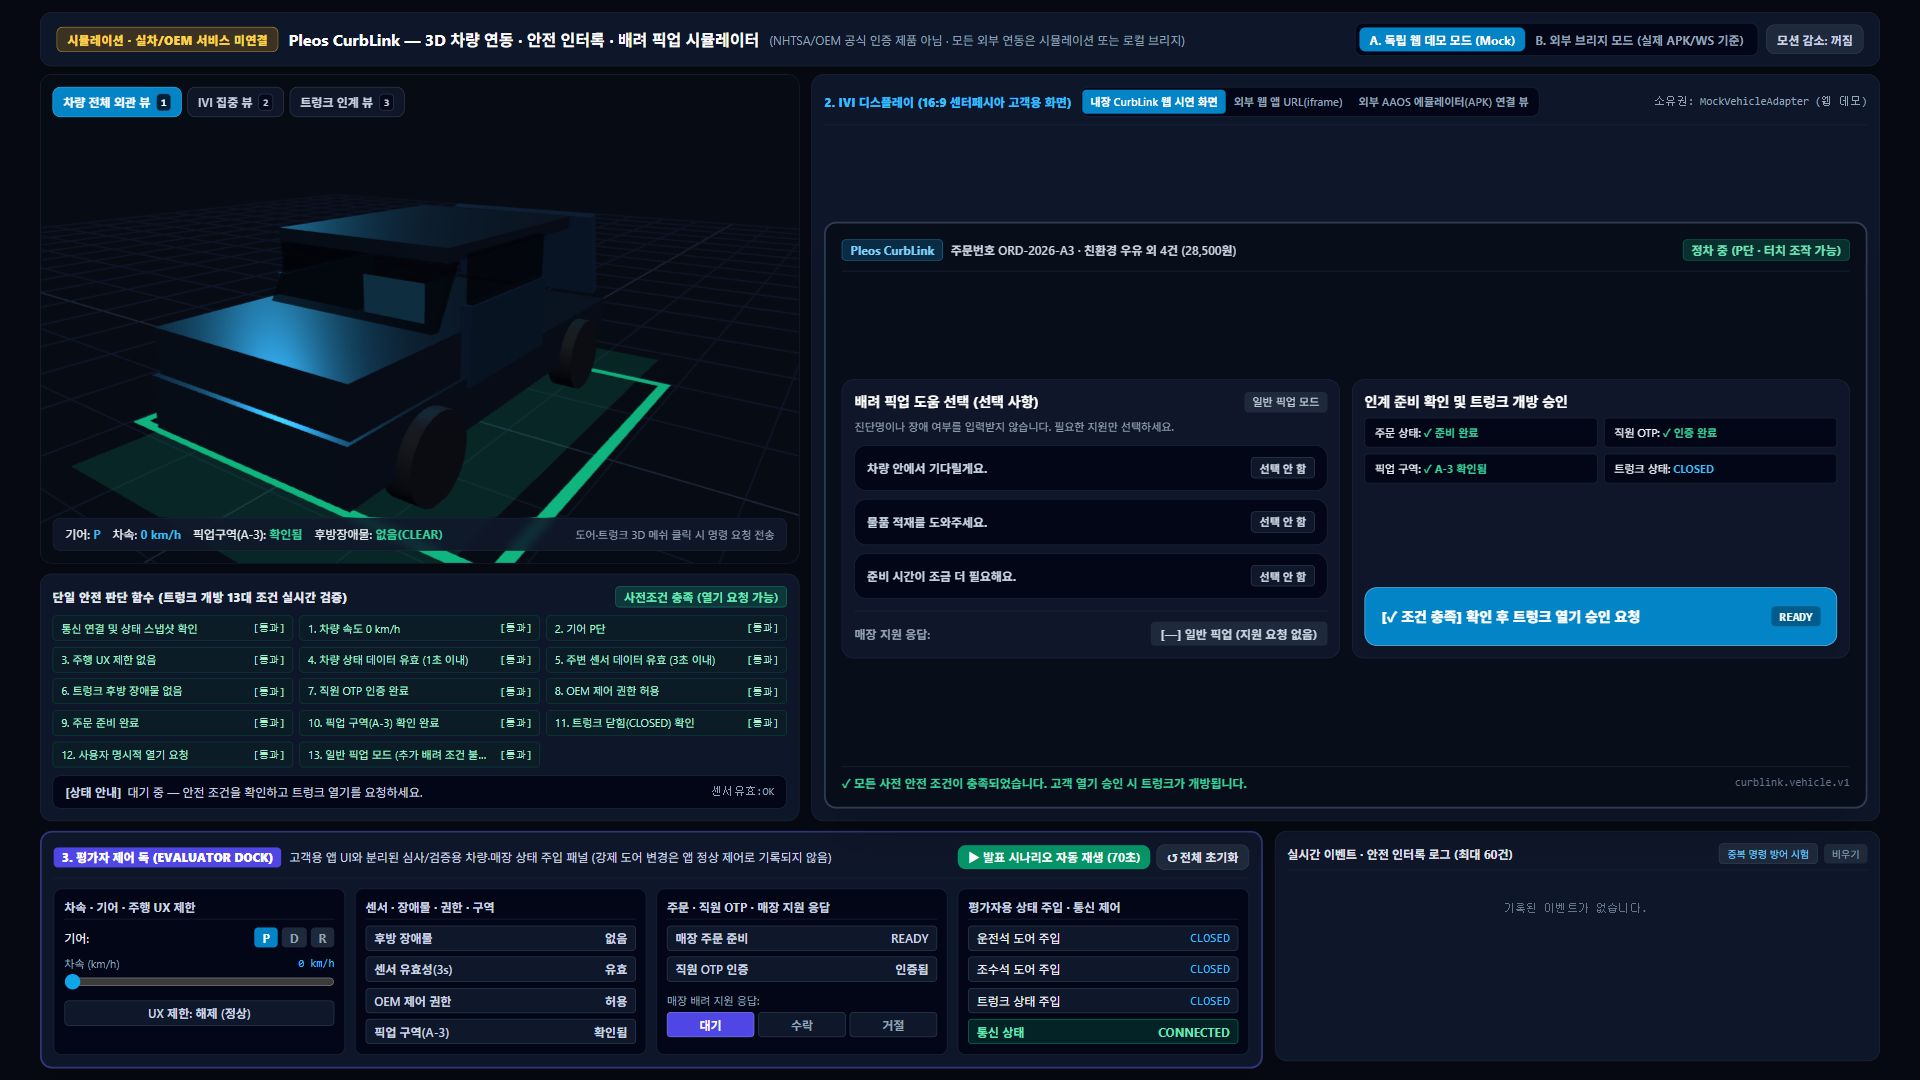 시뮬레이션 · 실차/OEM 서비스 미연결
Pleos CurbLink — 3D 차량 연동 · 안전 인터록 · 배려 픽업 시뮬레이터
(NHTSA/OEM 공식 인증 제품 아님 · 모든 외부 연동은 시뮬레이션 또는 로컬 브리지)
A. 독립 웹 데모 모드 (Mock)
B. 외부 브리지 모드 (실제 APK/WS 기준)
모션 감소: 꺼짐
차량 전체 외관 뷰 1
IVI 집중 뷰 2
트렁크 인계 뷰 3
기어: P 차속: 0 km/h 픽업구역(A-3): 확인됨 후방장애물: 없음(CLEAR)
도어·트렁크 3D 메쉬 클릭 시 명령 요청 전송
단일 안전 판단 함수 (트렁크 개방 13대 조건 실시간 검증)
사전조건 충족 (열기 요청 가능)
통신 연결 및 상태 스냅샷 확인 [통과]
1. 차량 속도 0 km/h [통과]
2. 기어 P단 [통과]
3. 주행 UX 제한 없음 [통과]
4. 차량 상태 데이터 유효 (1초 이내) [통과]
5. 주변 센서 데이터 유효 (3초 이내) [통과]
6. 트렁크 후방 장애물 없음 [통과]
7. 직원 OTP 인증 완료 [통과]
8. OEM 제어 권한 허용 [통과]
9. 주문 준비 완료 [통과]
10. 픽업 구역(A-3) 확인 완료 [통과]
11. 트렁크 닫힘(CLOSED) 확인 [통과]
12. 사용자 명시적 열기 요청 [통과]
13. 일반 픽업 모드 (추가 배려 조건 불... [통과]
[상태 안내] 대기 중 — 안전 조건을 확인하고 트렁크 열기를 요청하세요.
센서유효:OK
2. IVI 디스플레이 (16:9 센터페시아 고객용 화면)
내장 CurbLink 웹 시연 화면
외부 웹 앱 URL(iframe)
외부 AAOS 에뮬레이터(APK) 연결 뷰
소유권: MockVehicleAdapter (웹 데모)
Pleos CurbLink
주문번호 ORD-2026-A3 · 친환경 우유 외 4건 (28,500원)
정차 중 (P단 · 터치 조작 가능)
배려 픽업 도움 선택 (선택 사항)
일반 픽업 모드
진단명이나 장애 여부를 입력받지 않습니다. 필요한 지원만 선택하세요.
차량 안에서 기다릴게요. 선택 안 함
물품 적재를 도와주세요. 선택 안 함
준비 시간이 조금 더 필요해요. 선택 안 함
매장 지원 응답: [—] 일반 픽업 (지원 요청 없음)
인계 준비 확인 및 트렁크 개방 승인
주문 상태: ✓ 준비 완료
직원 OTP: ✓ 인증 완료
픽업 구역: ✓ A-3 확인됨
트렁크 상태: CLOSED
[✓ 조건 충족] 확인 후 트렁크 열기 승인 요청 READY
✓ 모든 사전 안전 조건이 충족되었습니다. 고객 열기 승인 시 트렁크가 개방됩니다.
curblink.vehicle.v1
3. 평가자 제어 독 (EVALUATOR DOCK)
고객용 앱 UI와 분리된 심사/검증용 차량·매장 상태 주입 패널 (강제 도어 변경은 앱 정상 제어로 기록되지 않음)
▶ 발표 시나리오 자동 재생 (70초)
↺ 전체 초기화
차속 · 기어 · 주행 UX 제한
기어: P D R
차속 (km/h) 0 km/h
UX 제한: 해제 (정상)
센서 · 장애물 · 권한 · 구역
후방 장애물 없음
센서 유효성(3s) 유효
OEM 제어 권한 허용
픽업 구역(A-3) 확인됨
주문 · 직원 OTP · 매장 지원 응답
매장 주문 준비 READY
직원 OTP 인증 인증됨
매장 배려 지원 응답:
대기 수락 거절
평가자용 상태 주입 · 통신 제어
운전석 도어 주입 CLOSED
조수석 도어 주입 CLOSED
트렁크 상태 주입 CLOSED
통신 상태 CONNECTED
실시간 이벤트 · 안전 인터록 로그 (최대 60건)
중복 명령 방어 시험
비우기
기록된 이벤트가 없습니다.